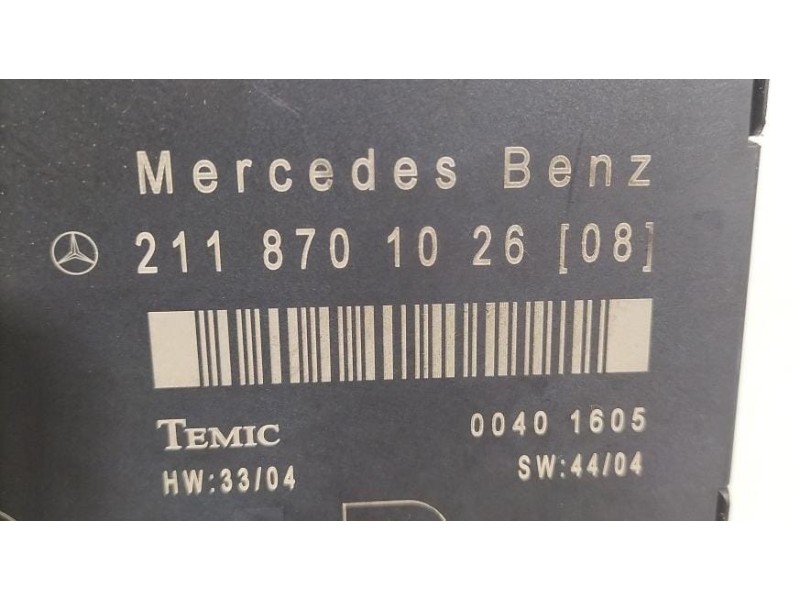 Mercedes Benz
211 870 10 26 [08]
TEMIC
0040 1605
HW:33/04
SW:44/04